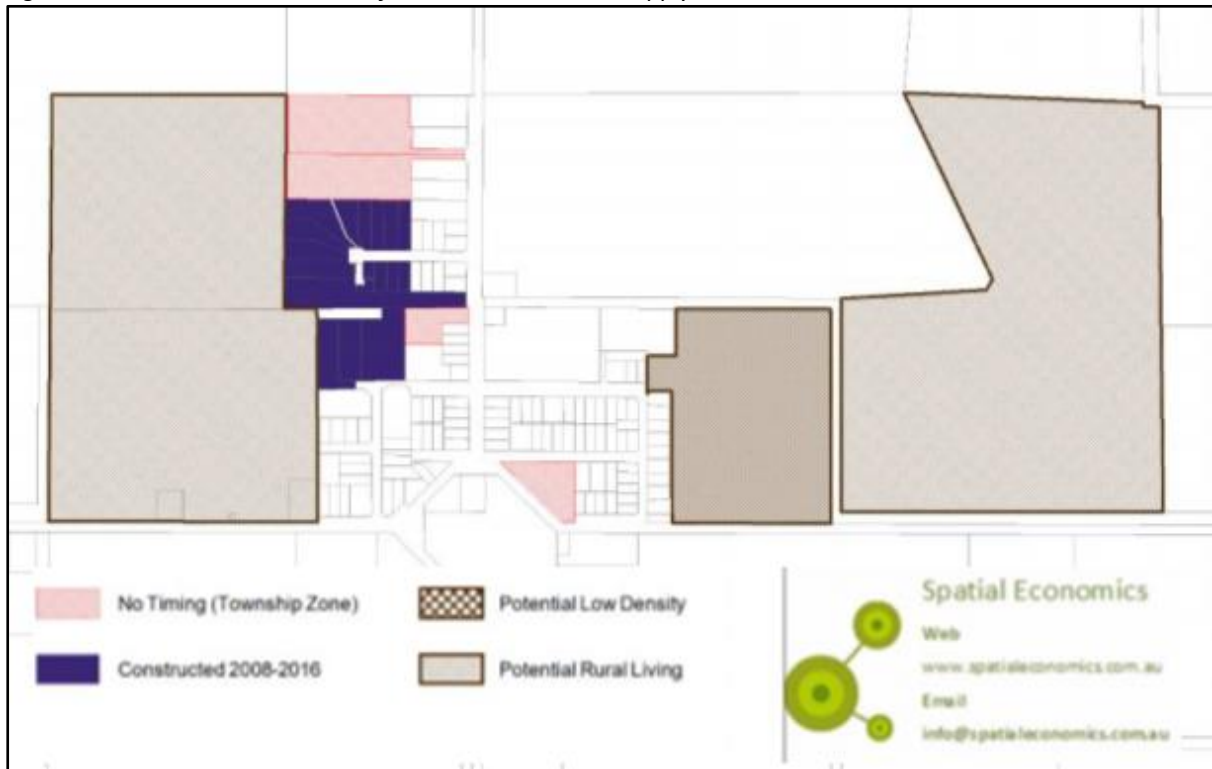 No Timing (Township Zone)
Constructed 2008-2016
Potential Low Density
Potential Rural Living
Spatial Economics
Web
www.spatialeconomics.com.au
Email
info@spatialeconomics.com.au